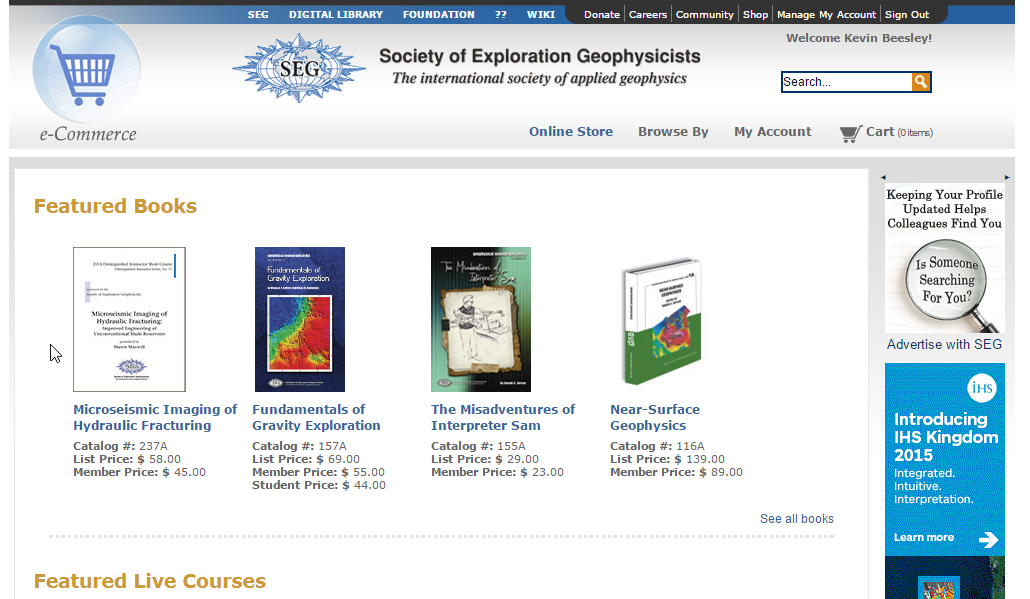 SEG DIGITAL LIBRARY FOUNDATION ?? WIKI Donate Careers Community Shop Manage My Account Sign Out
Welcome Kevin Beesley!
SEG
Society of Exploration Geophysicists
The international society of applied geophysics
Search...
e-Commerce
Online Store Browse By My Account Cart (0 items)
Featured Books
2014 Distinguished Instructor Short Course
Distinguished Instructor Series, No. 17
Society of Exploration Geophysicists
Microseismic Imaging of
Hydraulic Fracturing:
Improved Engineering of
Unconventional Shale Reservoirs
presented by
Shawn Maxwell
Fundamentals of
Gravity Exploration
The Misadventures of
Interpreter Sam
NEAR-SURFACE
GEOPHYSICS
Microseismic Imaging of
Hydraulic Fracturing
Catalog #: 237A
List Price: $ 58.00
Member Price: $ 45.00
Fundamentals of
Gravity Exploration
Catalog #: 157A
List Price: $ 69.00
Member Price: $ 55.00
Student Price: $ 44.00
The Misadventures of
Interpreter Sam
Catalog #: 155A
List Price: $ 29.00
Member Price: $ 23.00
Near-Surface
Geophysics
Catalog #: 116A
List Price: $ 139.00
Member Price: $ 89.00
See all books
Featured Live Courses
Keeping Your Profile
Updated Helps
Colleagues Find You
Is Someone
Searching
For You?
Advertise with SEG
IHS
Introducing
IHS Kingdom
2015
Integrated.
Intuitive.
Interpretation.
Learn more